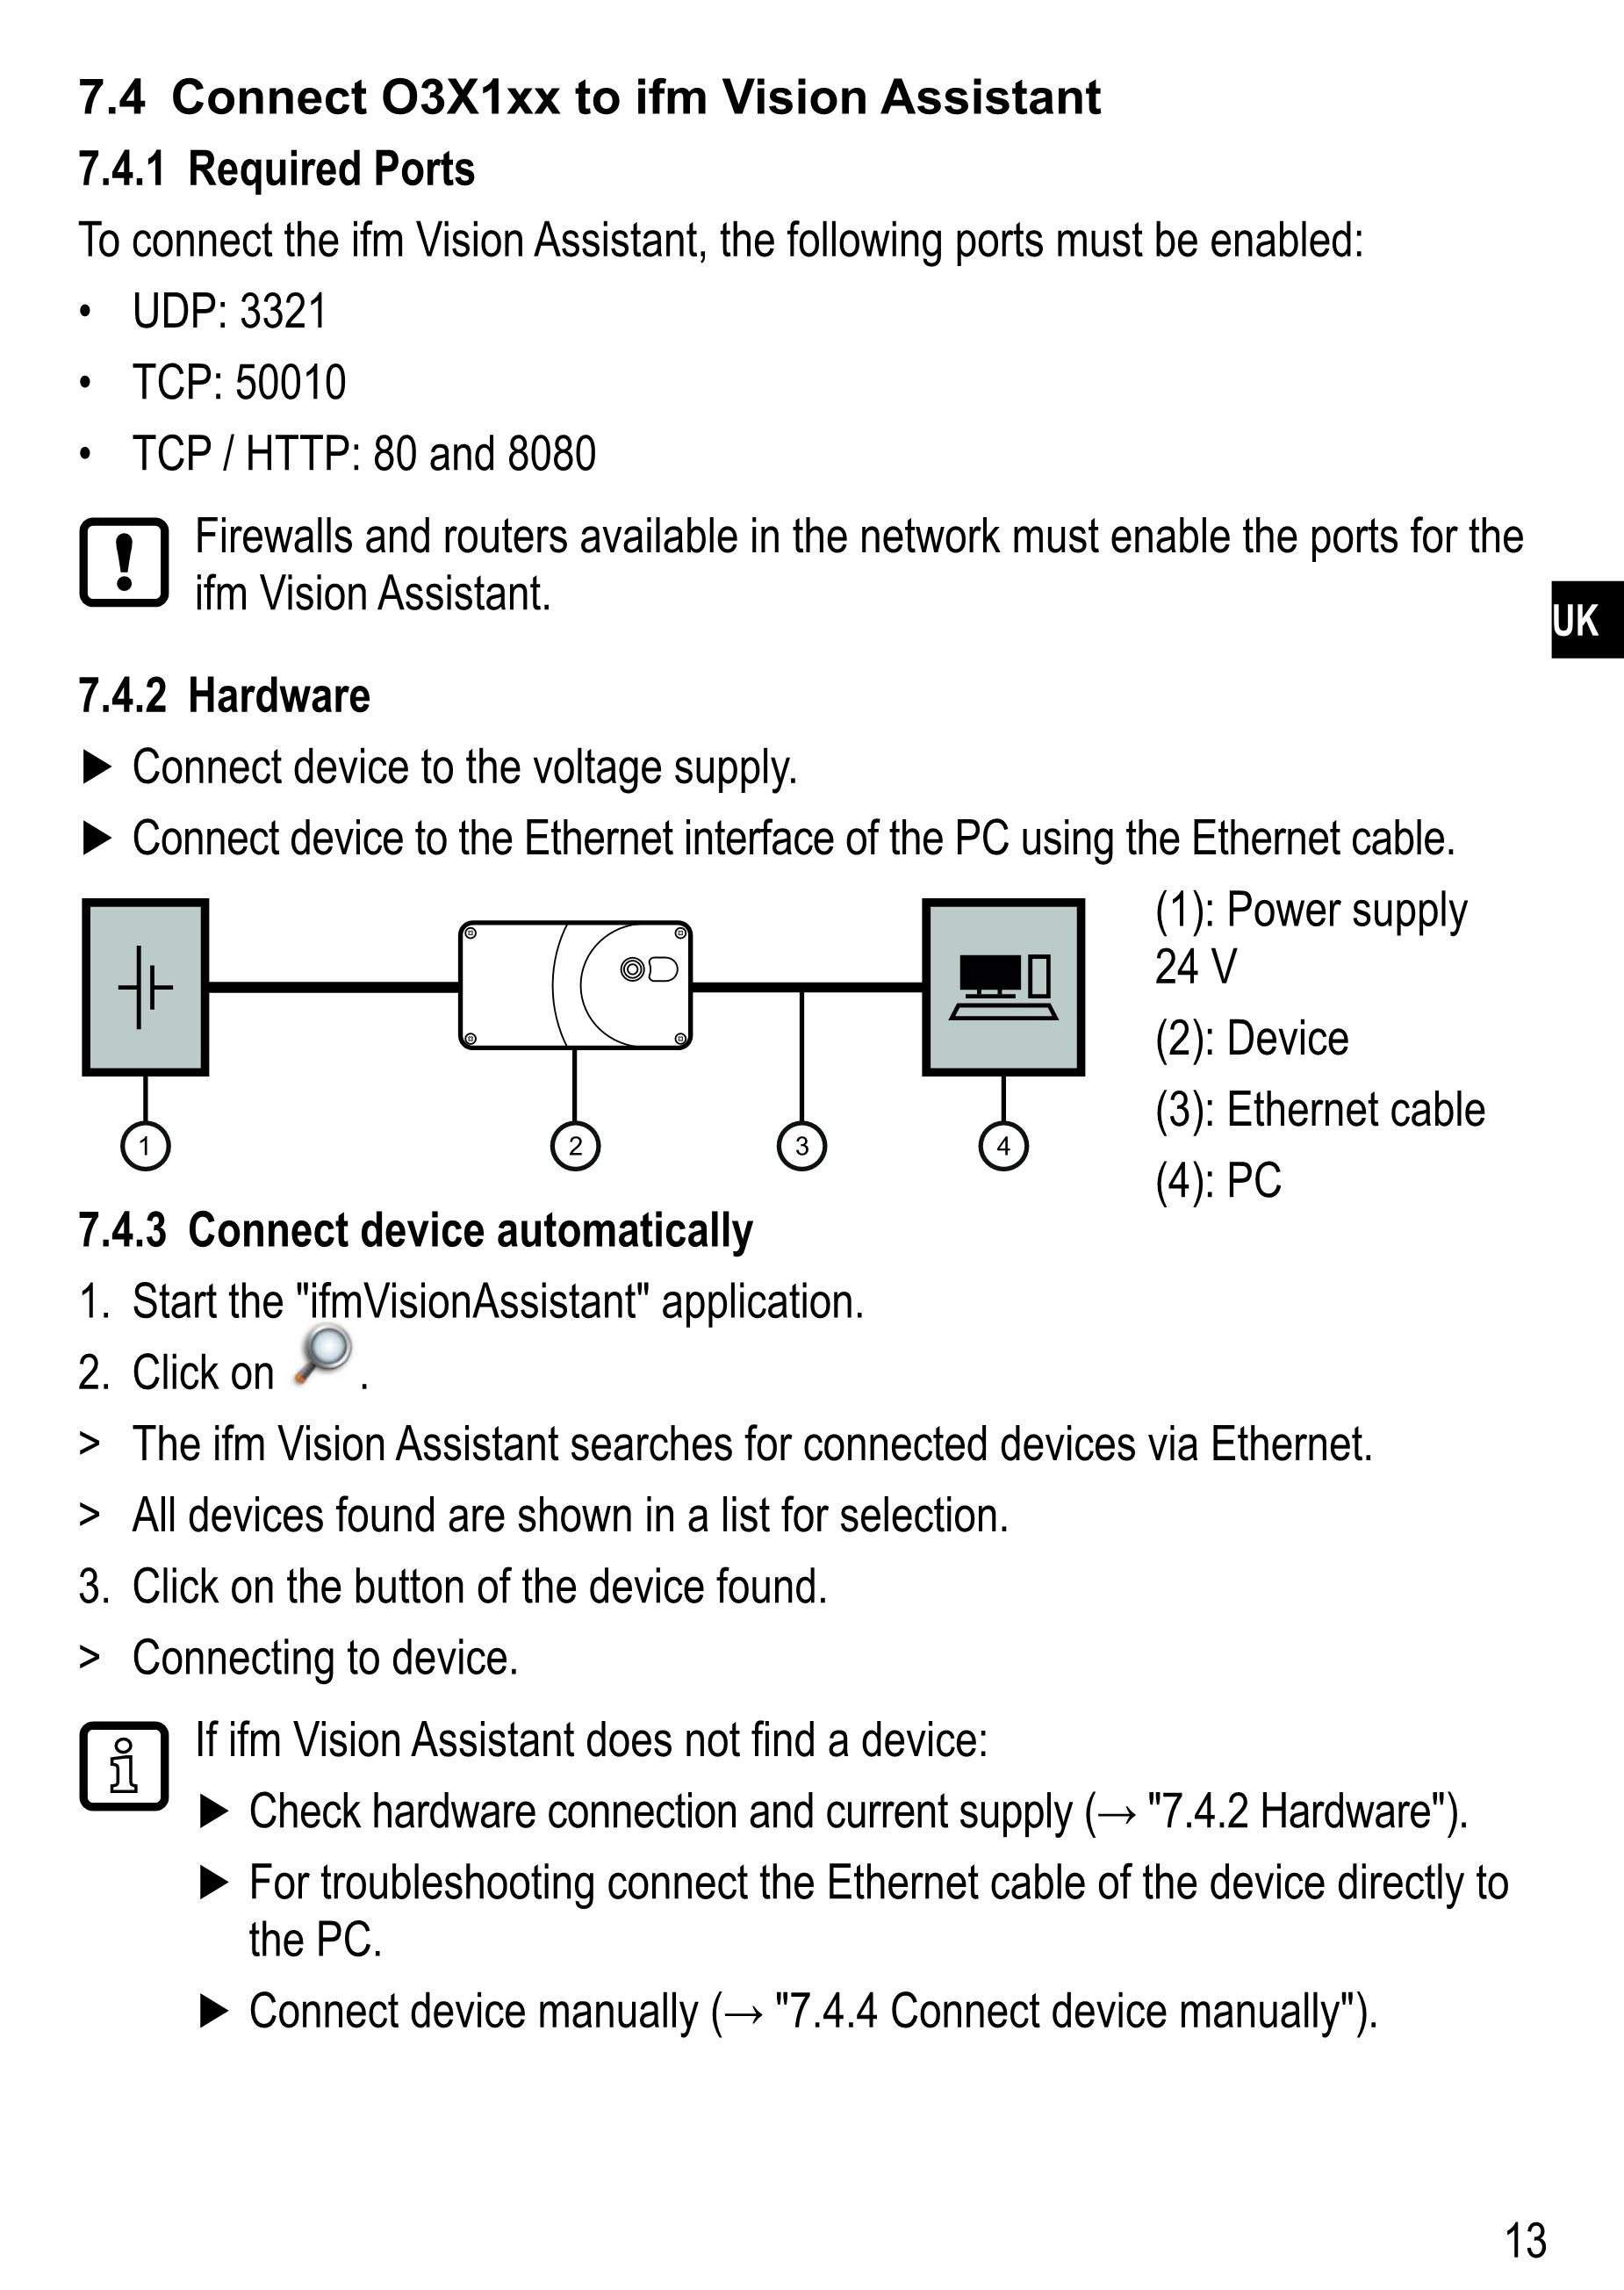 7.4 Connect O3X1xx to ifm Vision Assistant
7.4.1 Required Ports
To connect the ifm Vision Assistant, the following ports must be enabled:
• UDP: 3321
• TCP: 50010
• TCP / HTTP: 80 and 8080
Firewalls and routers available in the network must enable the ports for the
ifm Vision Assistant.
UK
7.4.2 Hardware
▶ Connect device to the voltage supply.
▶ Connect device to the Ethernet interface of the PC using the Ethernet cable.
1
2
3
4
(1): Power supply
24 V
(2): Device
(3): Ethernet cable
(4): PC
7.4.3 Connect device automatically
1. Start the "ifmVisionAssistant" application.
2. Click on .
> The ifm Vision Assistant searches for connected devices via Ethernet.
> All devices found are shown in a list for selection.
3. Click on the button of the device found.
> Connecting to device.
If ifm Vision Assistant does not find a device:
▶ Check hardware connection and current supply (→ "7.4.2 Hardware").
▶ For troubleshooting connect the Ethernet cable of the device directly to
the PC.
▶ Connect device manually (→ "7.4.4 Connect device manually").
13